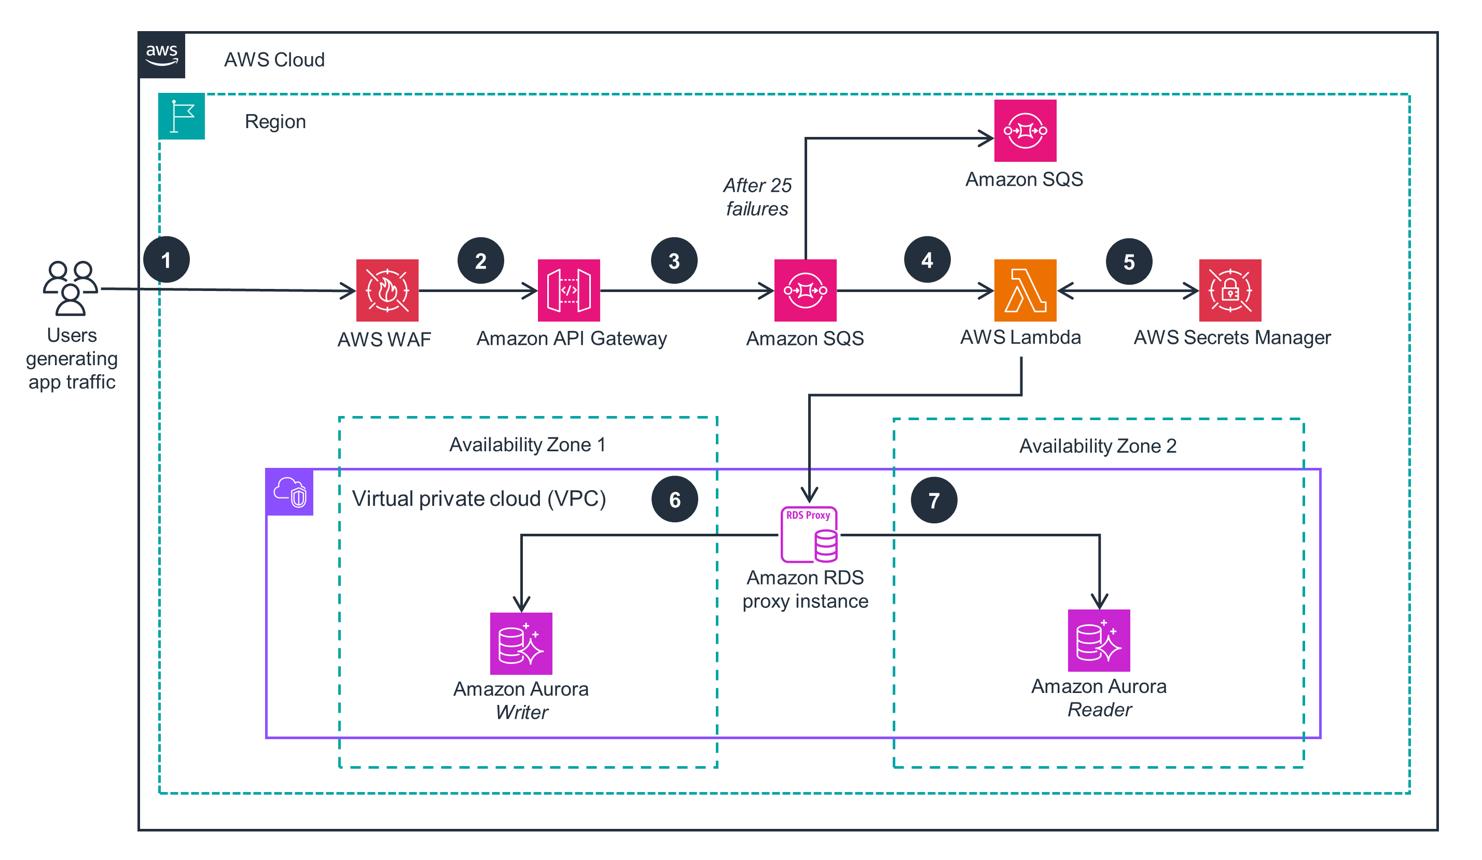 aws
AWS Cloud
Region
Amazon SQS
After 25
failures
1
2
3
4
5
Users
generating
app traffic
AWS WAF
Amazon API Gateway
Amazon SQS
AWS Lambda
AWS Secrets Manager
Availability Zone 1
Availability Zone 2
Virtual private cloud (VPC)
6
7
RDS Proxy
Amazon RDS
proxy instance
Amazon Aurora
Writer
Amazon Aurora
Reader